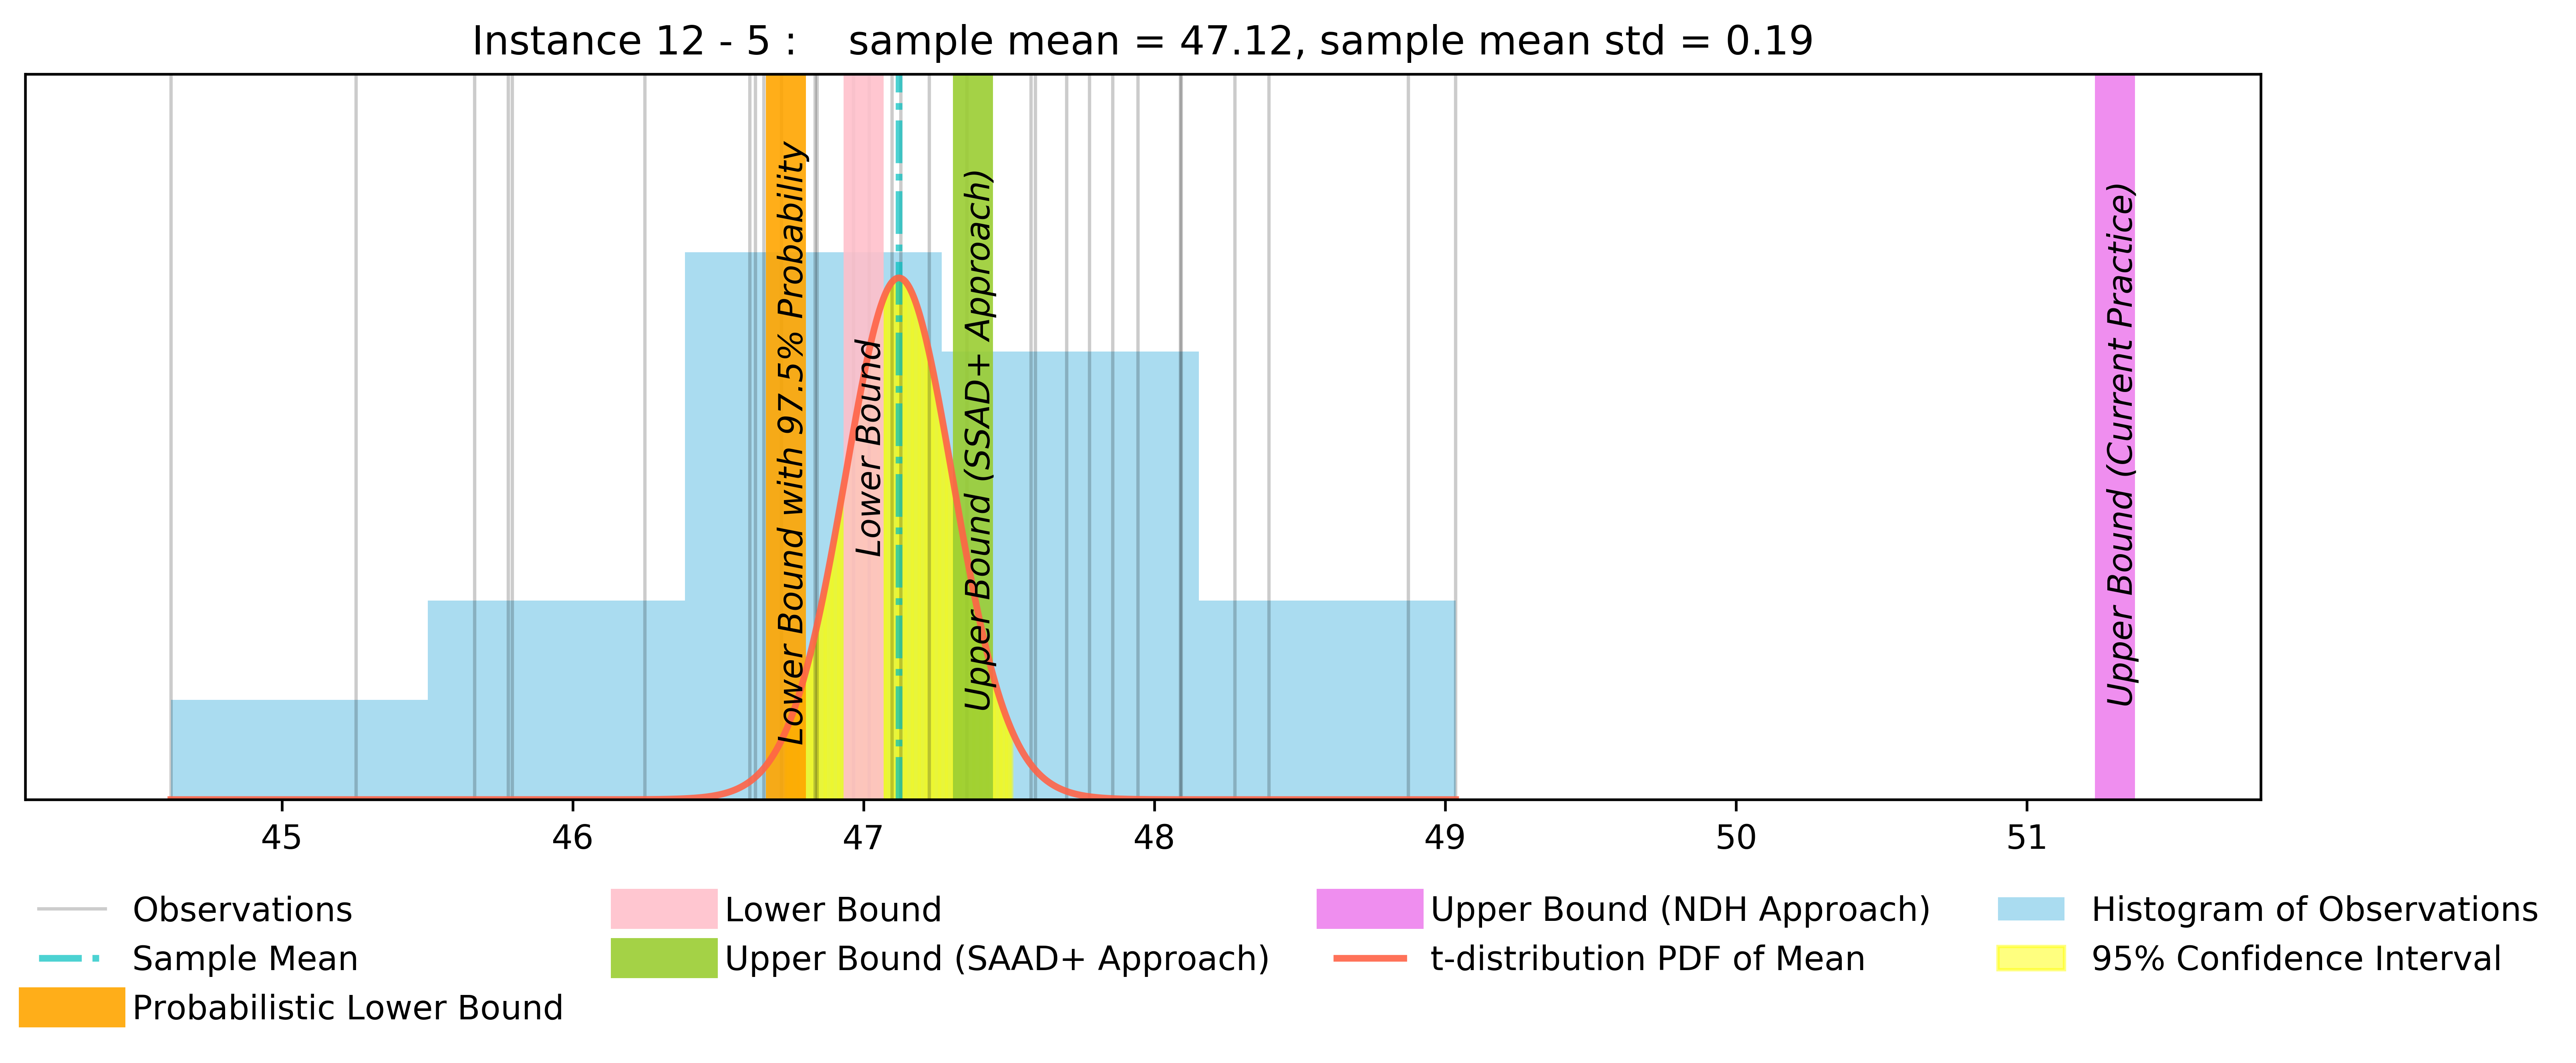 Instance 12 - 5 :    sample mean = 47.12, sample mean std = 0.19
Lower Bound with 97.5% Probability
Lower Bound
Upper Bound (SSAD+ Approach)
Upper Bound (Current Practice)
45 46 47 48 49 50 51
Observations
Sample Mean
Probabilistic Lower Bound
Lower Bound
Upper Bound (SAAD+ Approach)
Upper Bound (NDH Approach)
t-distribution PDF of Mean
Histogram of Observations
95% Confidence Interval